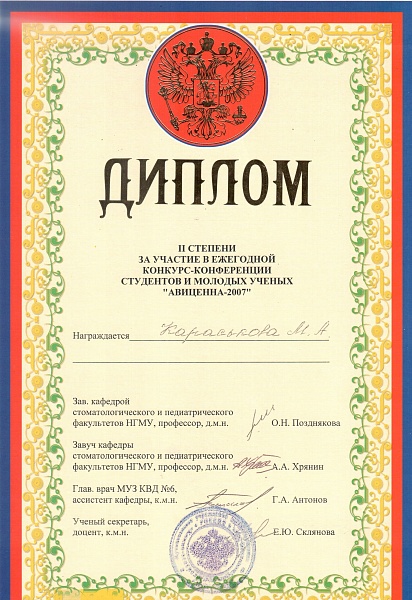 ДИПЛОМ
II СТЕПЕНИ
ЗА УЧАСТИЕ В ЕЖЕГОДНОЙ
КОНКУРС-КОНФЕРЕНЦИИ
СТУДЕНТОВ И МОЛОДЫХ УЧЕНЫХ
"АВИЦЕННА-2007"
Награждается Караськова М.А
Зав. кафедрой
стоматологического и педиатрического
факультетов НГМУ, профессор, д.м.н. О.Н. Позднякова
Завуч кафедры
стоматологического и педиатрического
факультетов НГМУ, профессор, д.м.н. А.А. Хрянин
Глав. врач МУЗ КВД №6,
ассистент кафедры, к.м.н. Г.А. Антонов
Ученый секретарь,
доцент, к.м.н. Е.Ю. Склянова